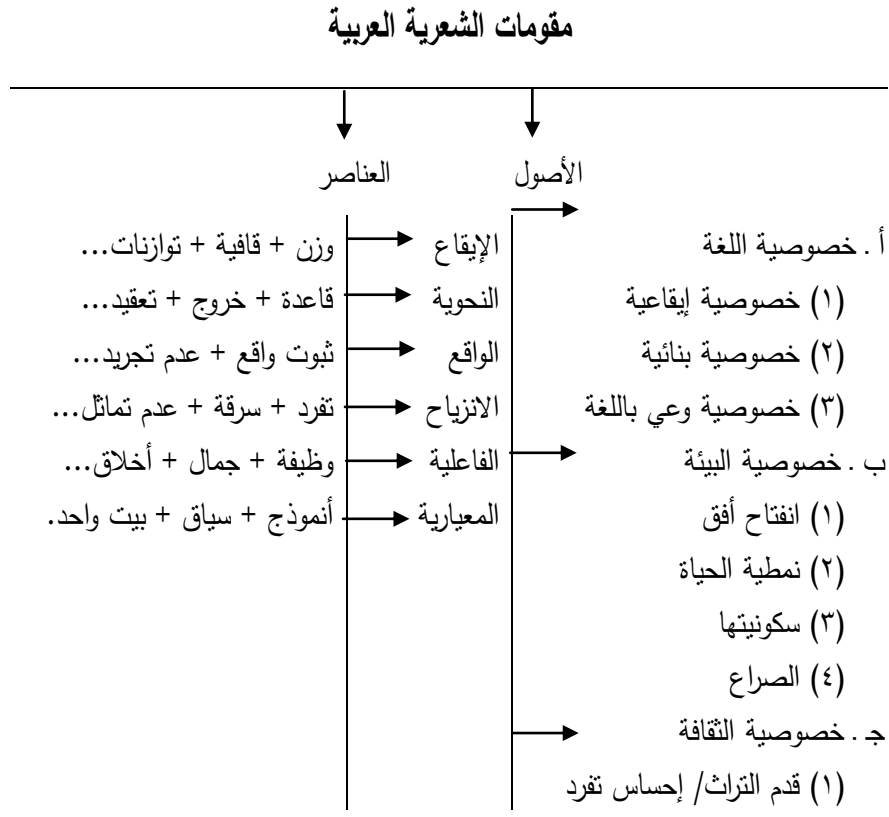 مقومات الشعرية العربية
الأصول العناصر
أ . خصوصية اللغة الإيقاع وزن + قافية + توازنات...
(١) خصوصية إيقاعية النحوية قاعدة + خروج + تعقيد...
(٢) خصوصية بنائية الواقع ثبوت واقع + عدم تجريد...
(٣) خصوصية وعي باللغة الانزياح تفرد + سرقة + عدم تماثل...
ب . خصوصية البيئة الفاعلية وظيفة + جمال + أخلاق...
(١) انفتاح أفق المعيارية أنموذج + سياق + بيت واحد.
(٢) نمطية الحياة
(٣) سكونيتها
(٤) الصراع
جـ . خصوصية الثقافة
(١) قدم التراث/ إحساس تفرد